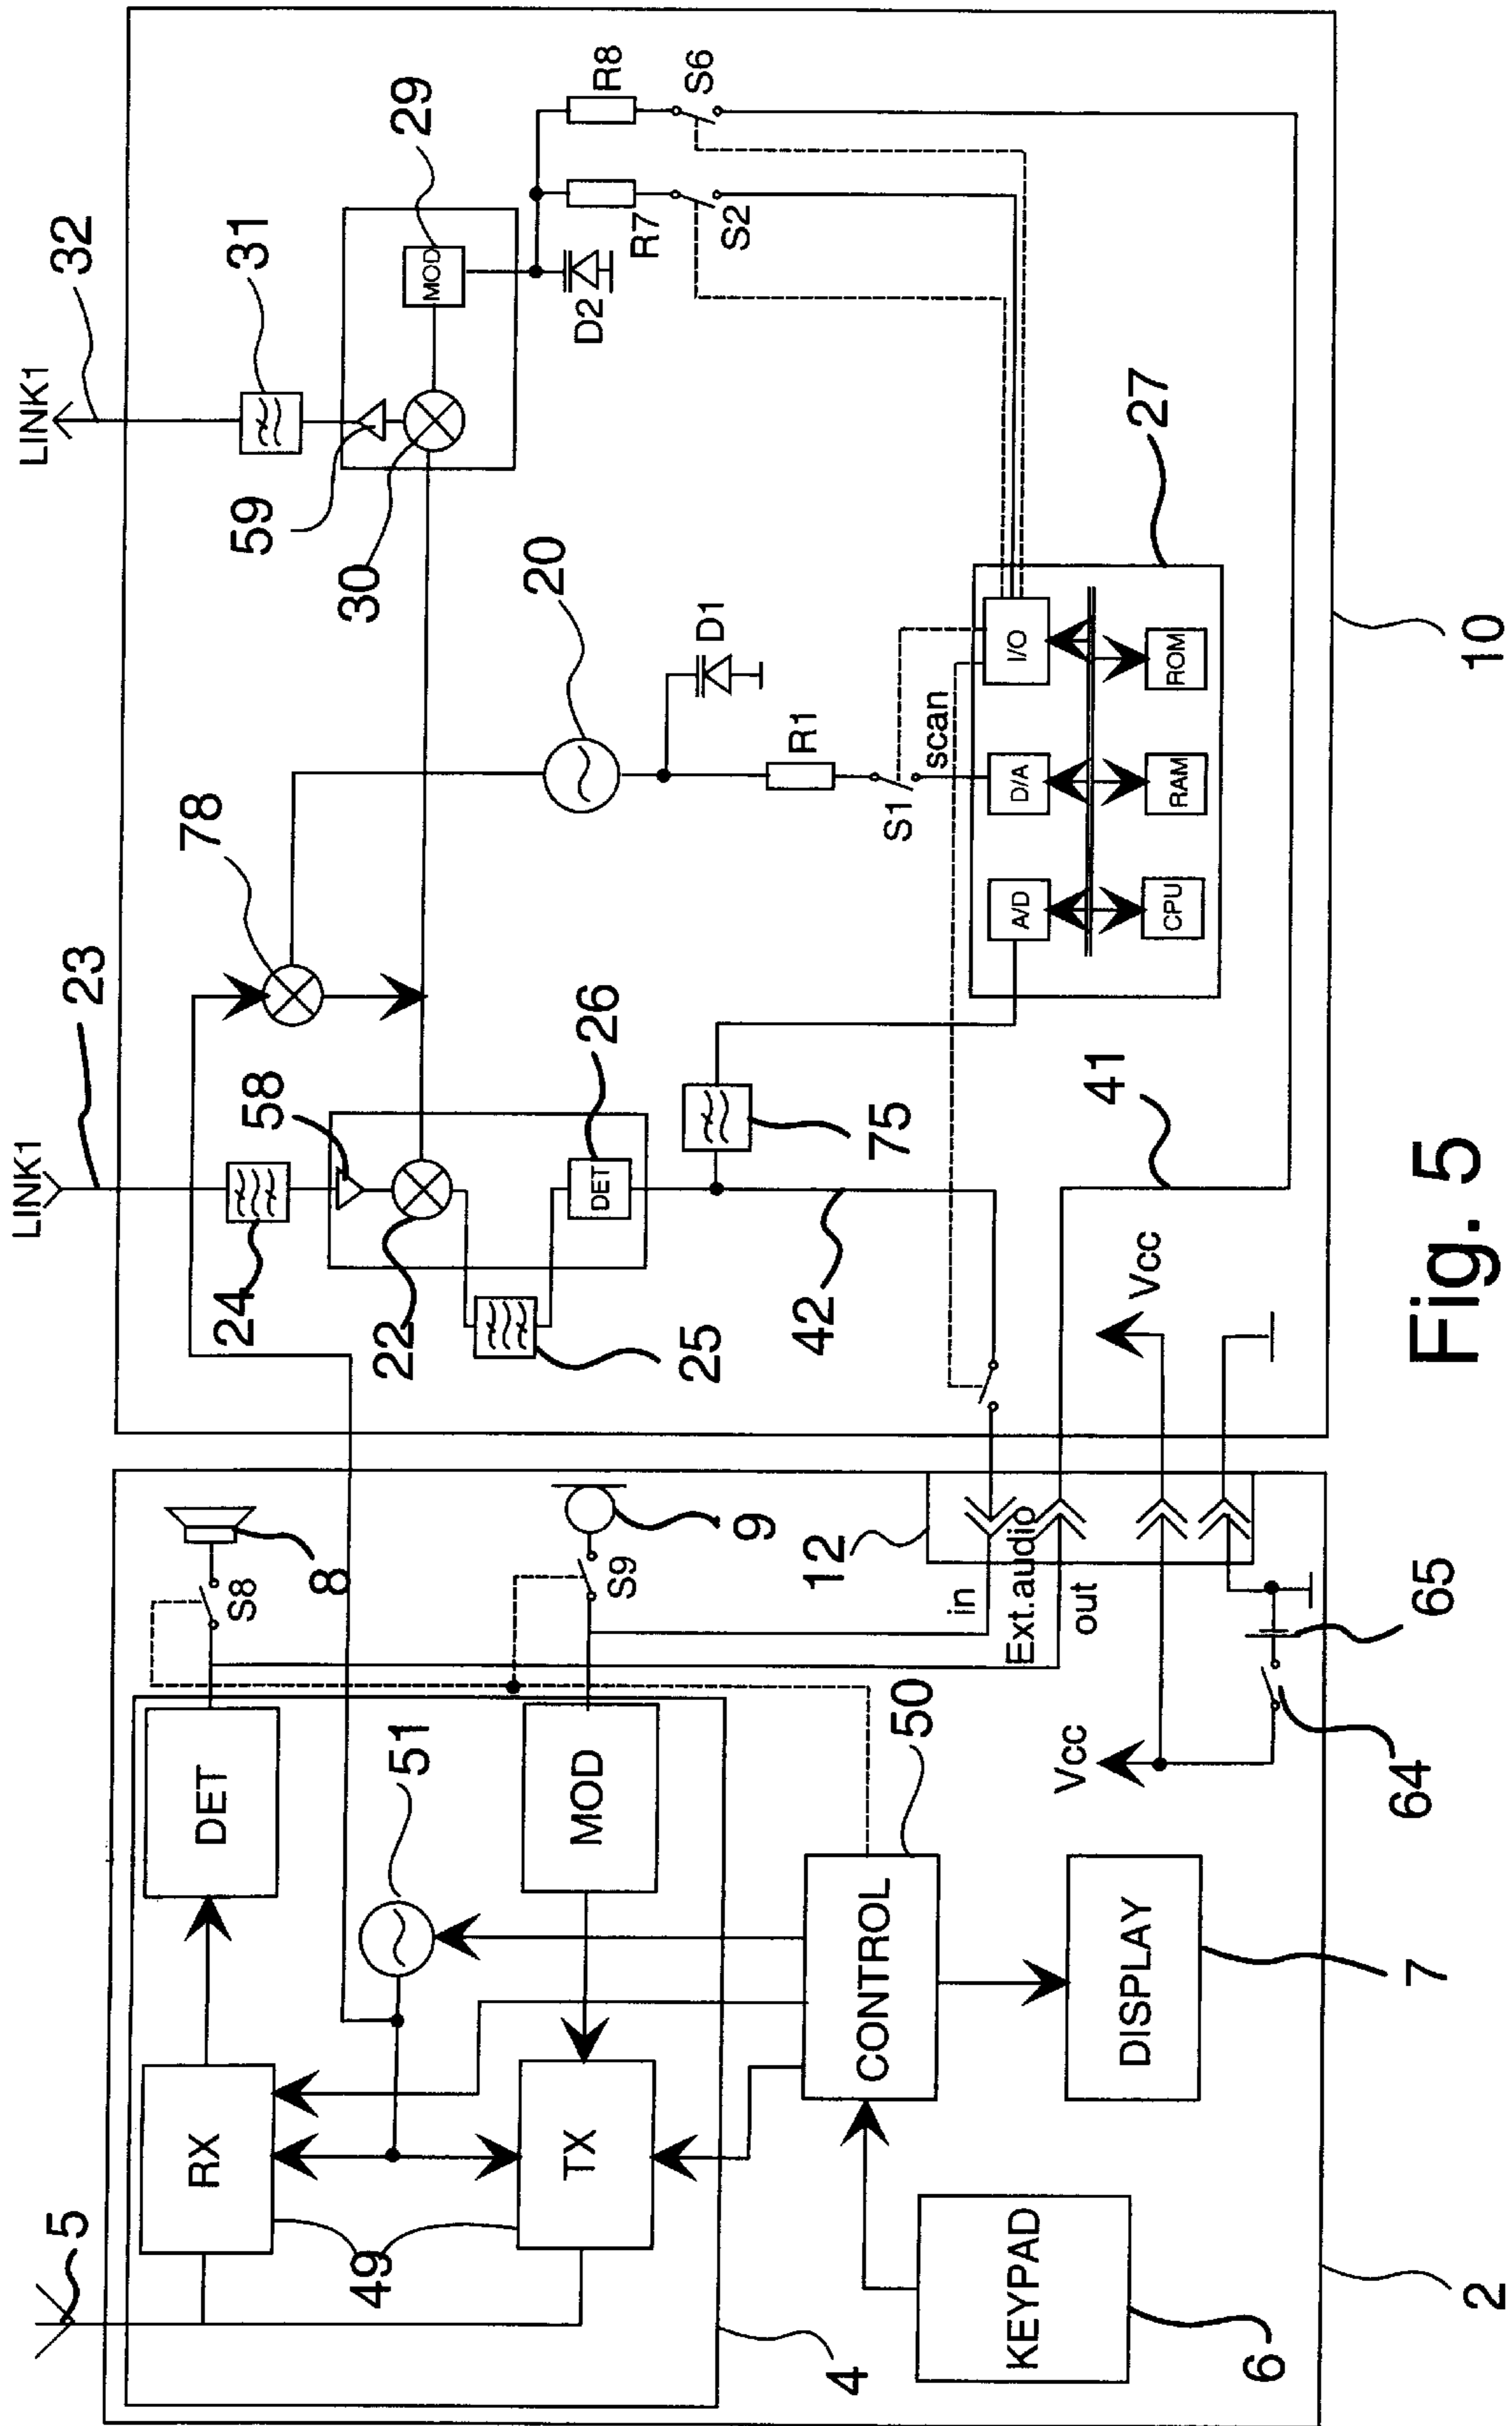 5
49
4
RX
TX
DET
MOD
51
S8
8
S9
9
50
CONTROL
KEYPAD
6
DISPLAY
7
2
Vcc
64
65
12
in
Ext.audio
out
LINK1
23
24
58
22
25
DET
26
42
75
41
Vcc
78
20
D1
R1
S1
scan
A/D
D/A
I/O
CPU
RAM
ROM
27
10
LINK1
32
31
59
30
MOD
29
D2
R7
S2
R8
S6
Fig. 5